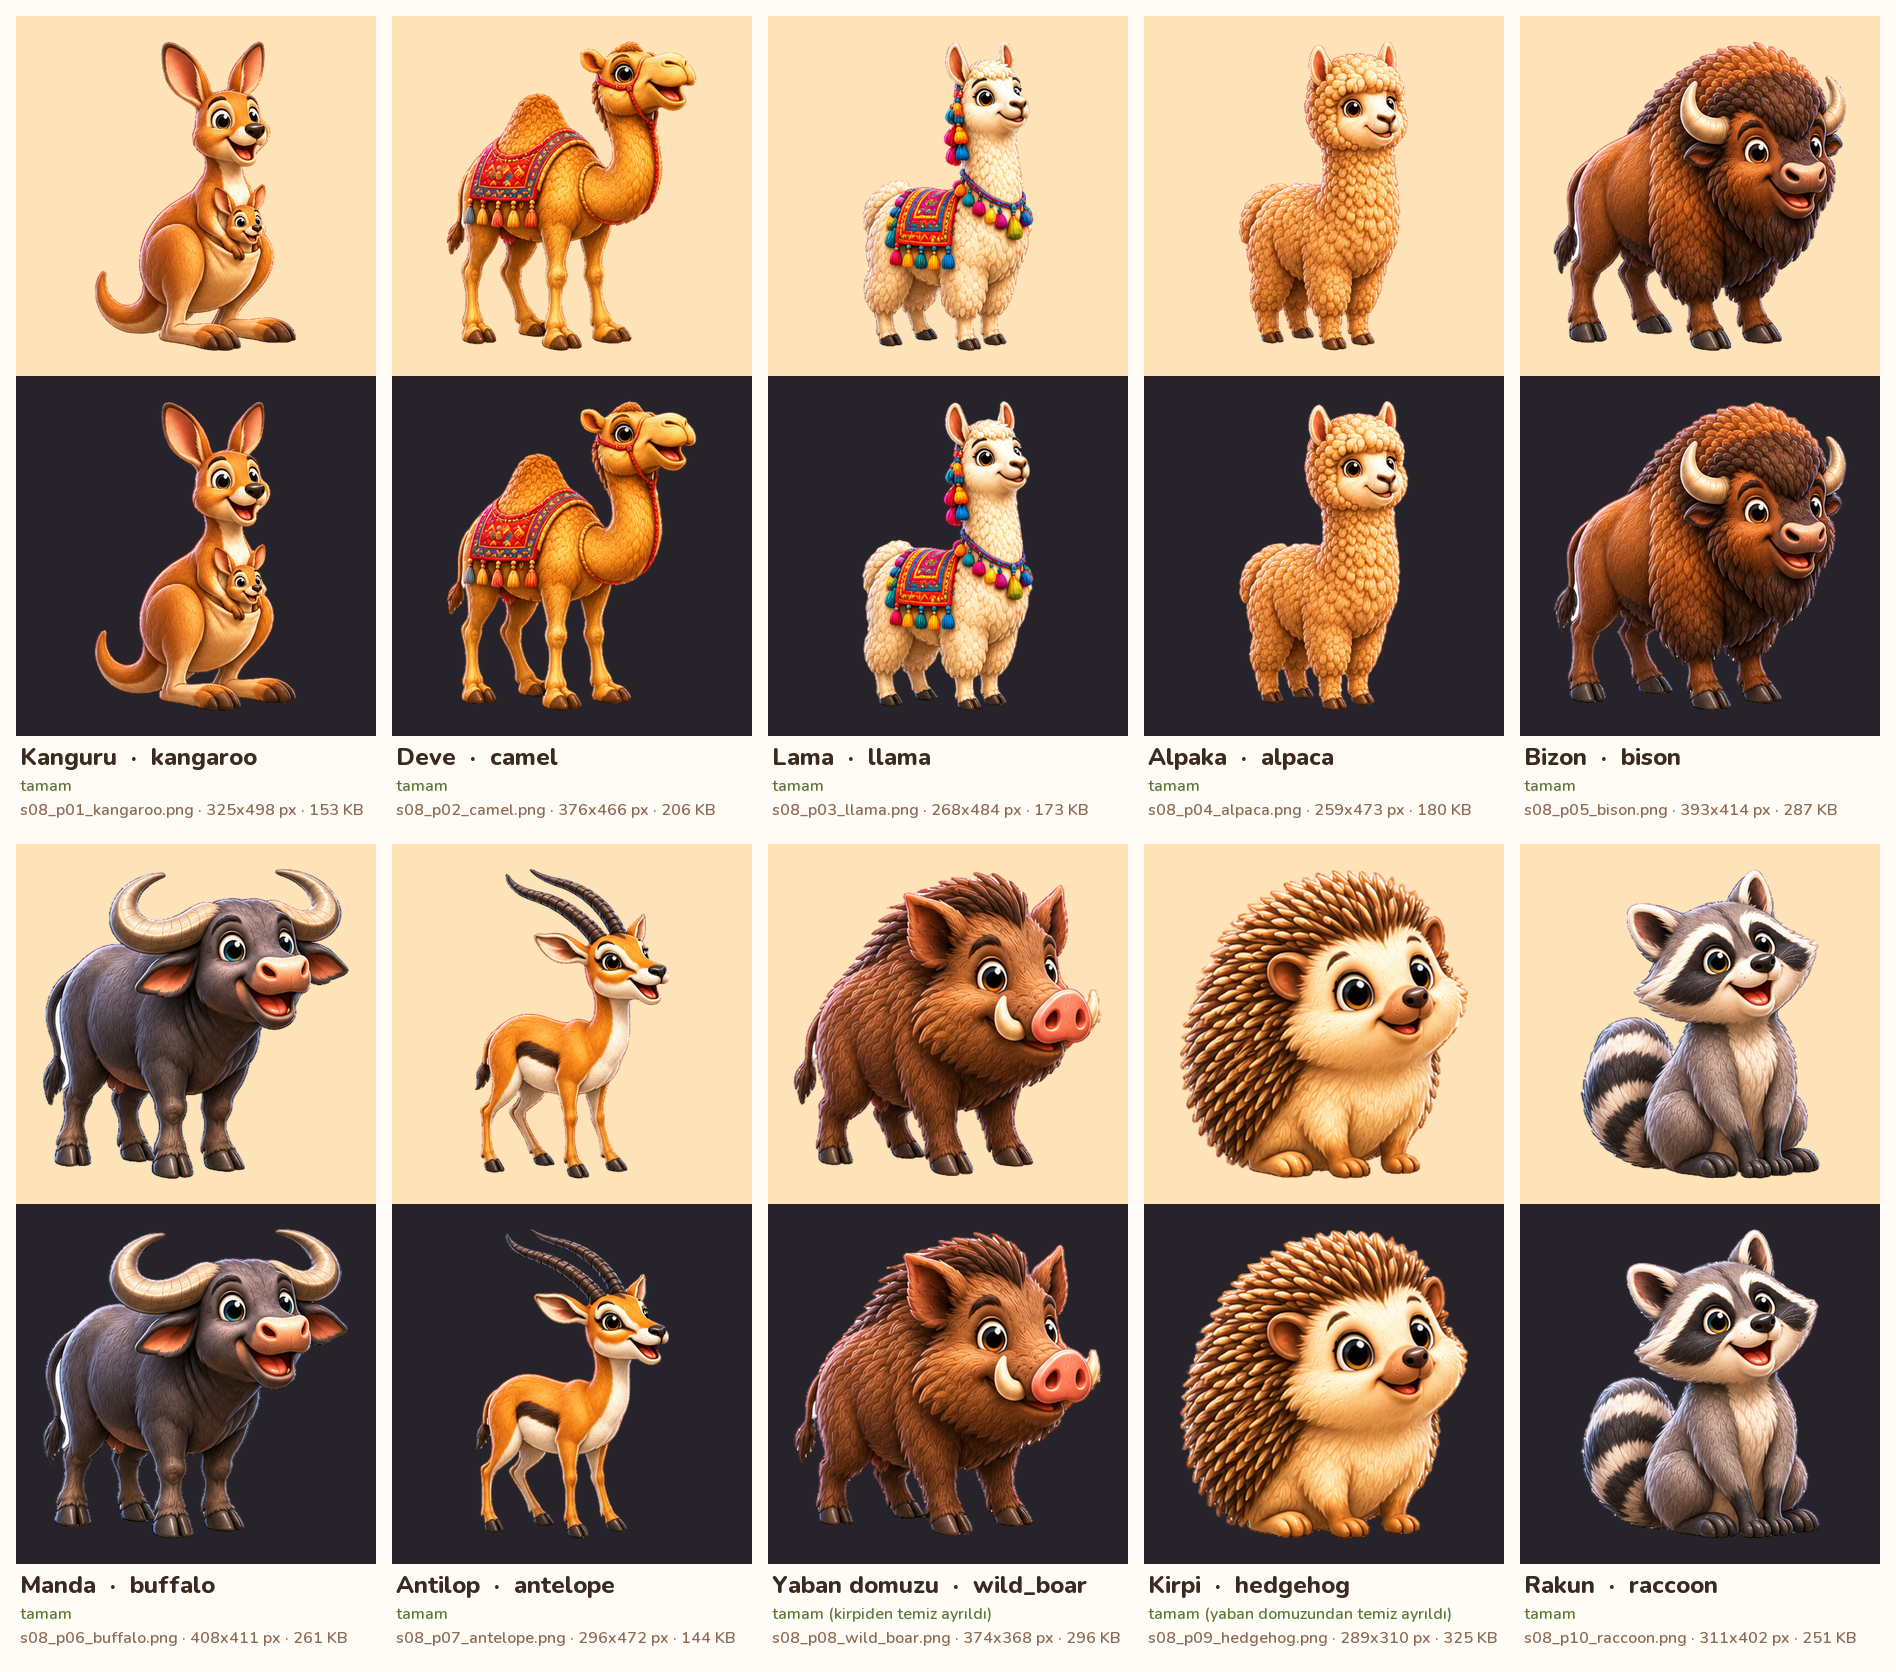 Kanguru · kangaroo
tamam
s08_p01_kangaroo.png · 325x498 px · 153 KB
Deve · camel
tamam
s08_p02_camel.png · 376x466 px · 206 KB
Lama · llama
tamam
s08_p03_llama.png · 268x484 px · 173 KB
Alpaka · alpaca
tamam
s08_p04_alpaca.png · 259x473 px · 180 KB
Bizon · bison
tamam
s08_p05_bison.png · 393x414 px · 287 KB
Manda · buffalo
tamam
s08_p06_buffalo.png · 408x411 px · 261 KB
Antilop · antelope
tamam
s08_p07_antelope.png · 296x472 px · 144 KB
Yaban domuzu · wild_boar
tamam (kirpiden temiz ayrıldı)
s08_p08_wild_boar.png · 374x368 px · 296 KB
Kirpi · hedgehog
tamam (yaban domuzundan temiz ayrıldı)
s08_p09_hedgehog.png · 289x310 px · 325 KB
Rakun · raccoon
tamam
s08_p10_raccoon.png · 311x402 px · 251 KB